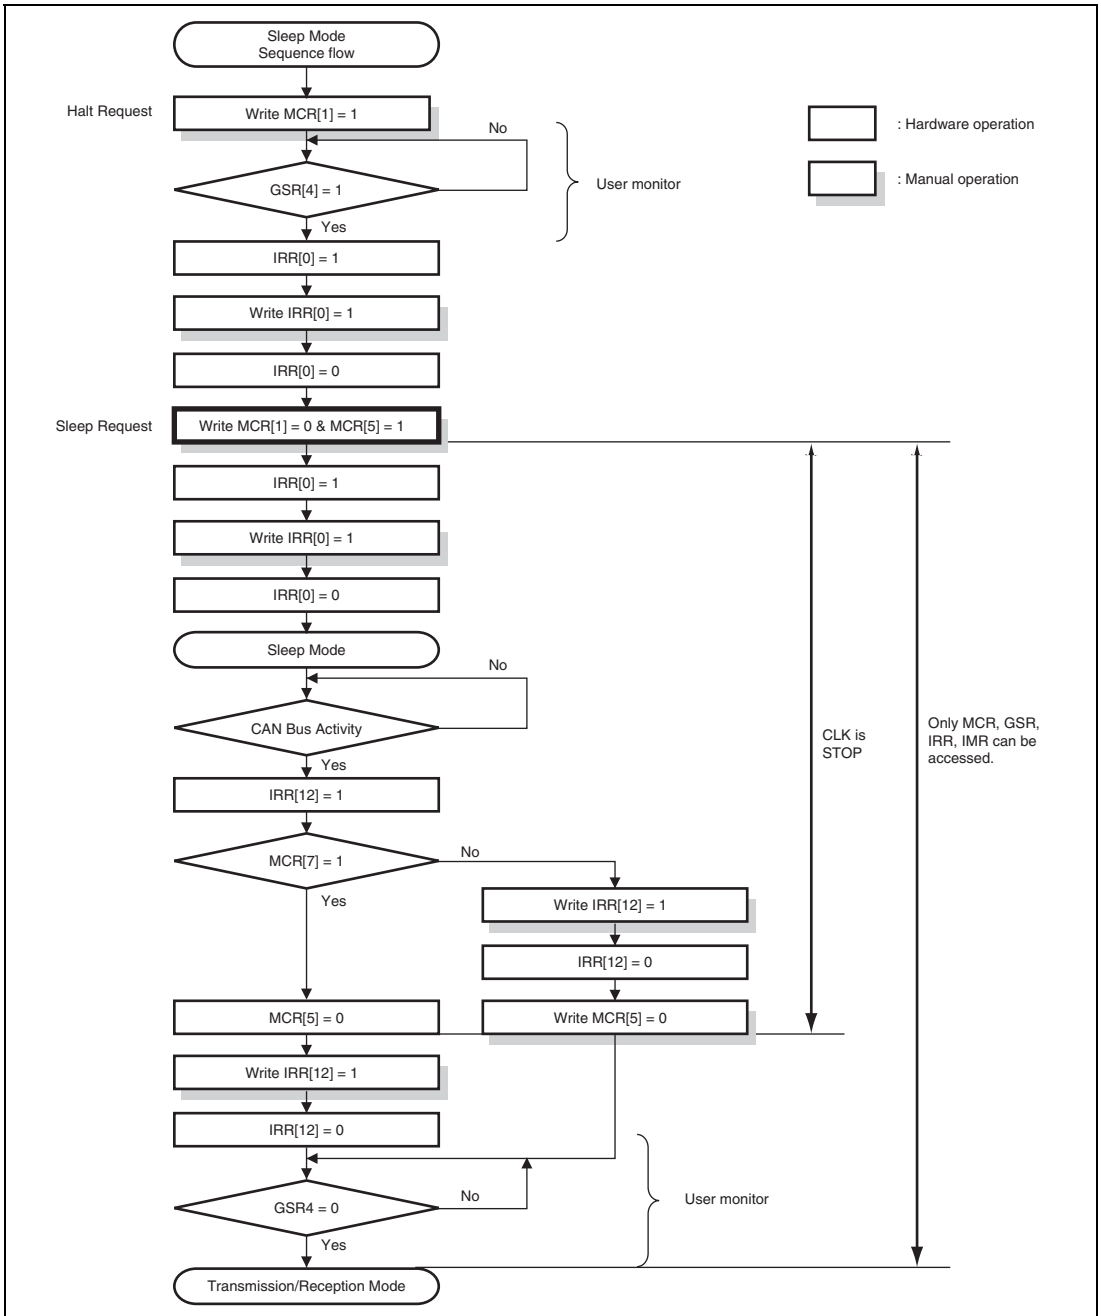 Sleep Mode
Sequence flow
Halt Request
Write MCR[1] = 1
: Hardware operation
No
GSR[4] = 1
User monitor
: Manual operation
Yes
IRR[0] = 1
Write IRR[0] = 1
IRR[0] = 0
Sleep Request
Write MCR[1] = 0 & MCR[5] = 1
IRR[0] = 1
Write IRR[0] = 1
IRR[0] = 0
Sleep Mode
No
CAN Bus Activity
CLK is
STOP
Only MCR, GSR,
IRR, IMR can be
accessed.
Yes
IRR[12] = 1
MCR[7] = 1
No
Yes
Write IRR[12] = 1
IRR[12] = 0
MCR[5] = 0
Write MCR[5] = 0
Write IRR[12] = 1
IRR[12] = 0
GSR4 = 0
No
User monitor
Yes
Transmission/Reception Mode